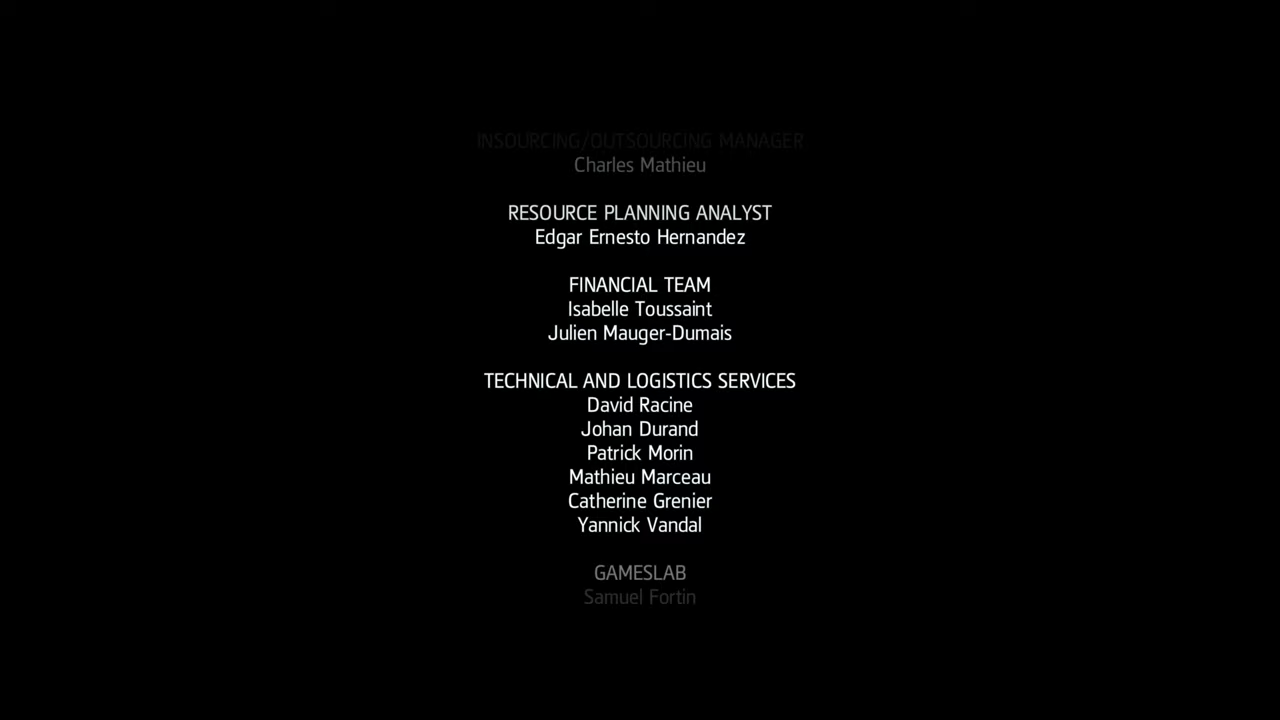 INSOURCING/OUTSOURCING MANAGER
Charles Mathieu
RESOURCE PLANNING ANALYST
Edgar Ernesto Hernandez
FINANCIAL TEAM
Isabelle Toussaint
Julien Mauger-Dumais
TECHNICAL AND LOGISTICS SERVICES
David Racine
Johan Durand
Patrick Morin
Mathieu Marceau
Catherine Grenier
Yannick Vandal
GAMESLAB
Samuel Fortin